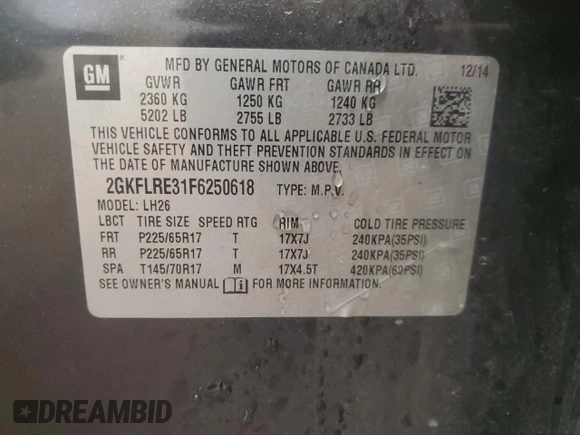 GM
MFD BY GENERAL MOTORS OF CANADA LTD. 12/14
GVWR GAWR FRT GAWR RR
2360 KG 1250 KG 1240 KG
5202 LB 2755 LB 2733 LB
THIS VEHICLE CONFORMS TO ALL APPLICABLE U.S. FEDERAL MOTOR
VEHICLE SAFETY AND THEFT PREVENTION STANDARDS IN EFFECT ON
THE DATE OF MANUFACTURE SHOWN ABOVE.
2GKFLRE31F6250618 TYPE: M.P.V.
MODEL: LH26
LBCT TIRE SIZE SPEED RTG RIM COLD TIRE PRESSURE
FRT P225/65R17 T 17X7J 240KPA(35PSI)
RR P225/65R17 T 17X7J 240KPA(35PSI)
SPA T145/70R17 M 17X4.5T 420KPA(60PSI)
SEE OWNER'S MANUAL FOR MORE INFORMATION.
DREAMBID